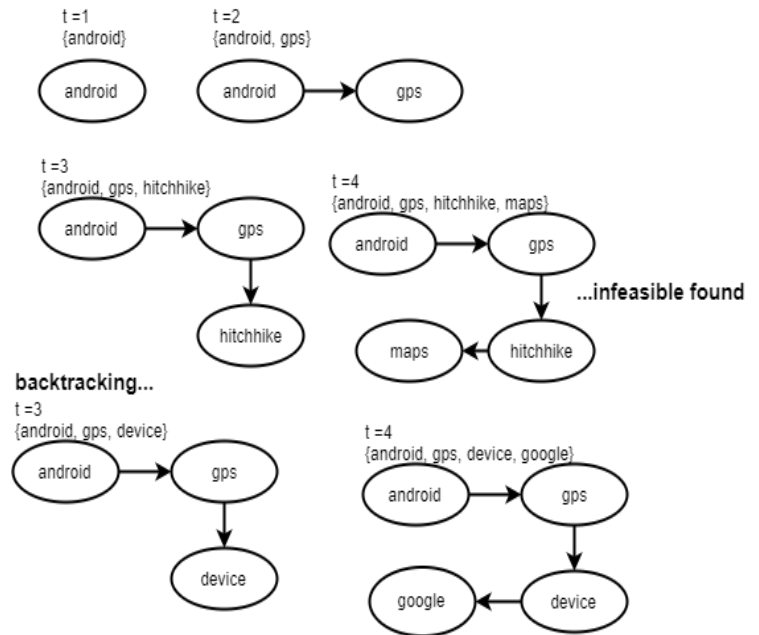 t =1
{android}
android
t =2
{android, gps}
android
gps
t =3
{android, gps, hitchhike}
android
gps
hitchhike
t =4
{android, gps, hitchhike, maps}
android
gps
...infeasible found
maps
hitchhike
backtracking...
t =3
{android, gps, device}
android
gps
device
t =4
{android, gps, device, google}
android
gps
google
device